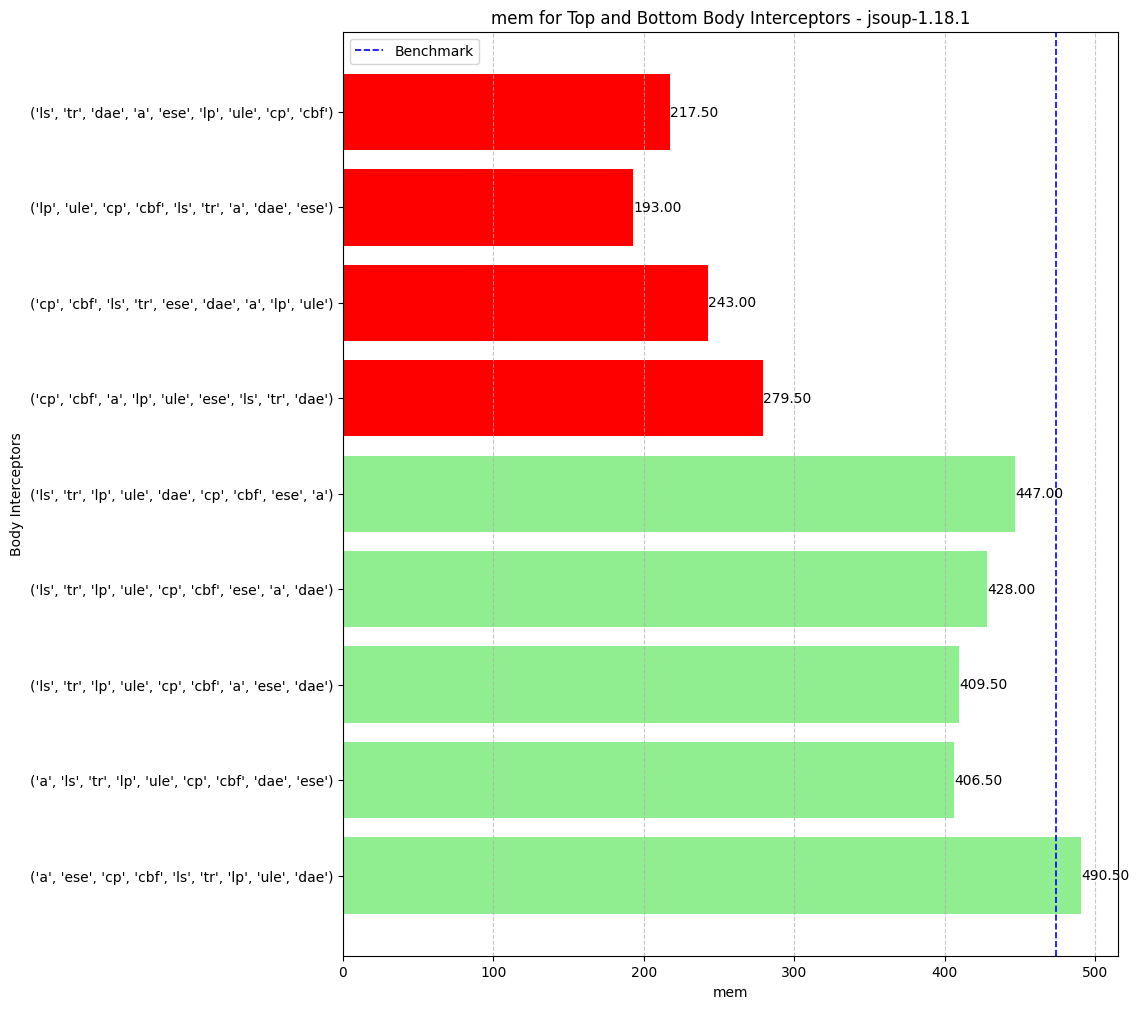 mem for Top and Bottom Body Interceptors - jsoup-1.18.1
Benchmark
('ls', 'tr', 'dae', 'a', 'ese', 'lp', 'ule', 'cp', 'cbf')
217.50
('lp', 'ule', 'cp', 'cbf', 'ls', 'tr', 'a', 'dae', 'ese')
193.00
('cp', 'cbf', 'ls', 'tr', 'ese', 'dae', 'a', 'lp', 'ule')
243.00
('cp', 'cbf', 'a', 'lp', 'ule', 'ese', 'ls', 'tr', 'dae')
279.50
('ls', 'tr', 'lp', 'ule', 'dae', 'cp', 'cbf', 'ese', 'a')
447.00
('ls', 'tr', 'lp', 'ule', 'cp', 'cbf', 'ese', 'a', 'dae')
428.00
('ls', 'tr', 'lp', 'ule', 'cp', 'cbf', 'a', 'ese', 'dae')
409.50
('a', 'ls', 'tr', 'lp', 'ule', 'cp', 'cbf', 'dae', 'ese')
406.50
('a', 'ese', 'cp', 'cbf', 'ls', 'tr', 'lp', 'ule', 'dae')
490.50
Body Interceptors
0 100 200 300 400 500
mem